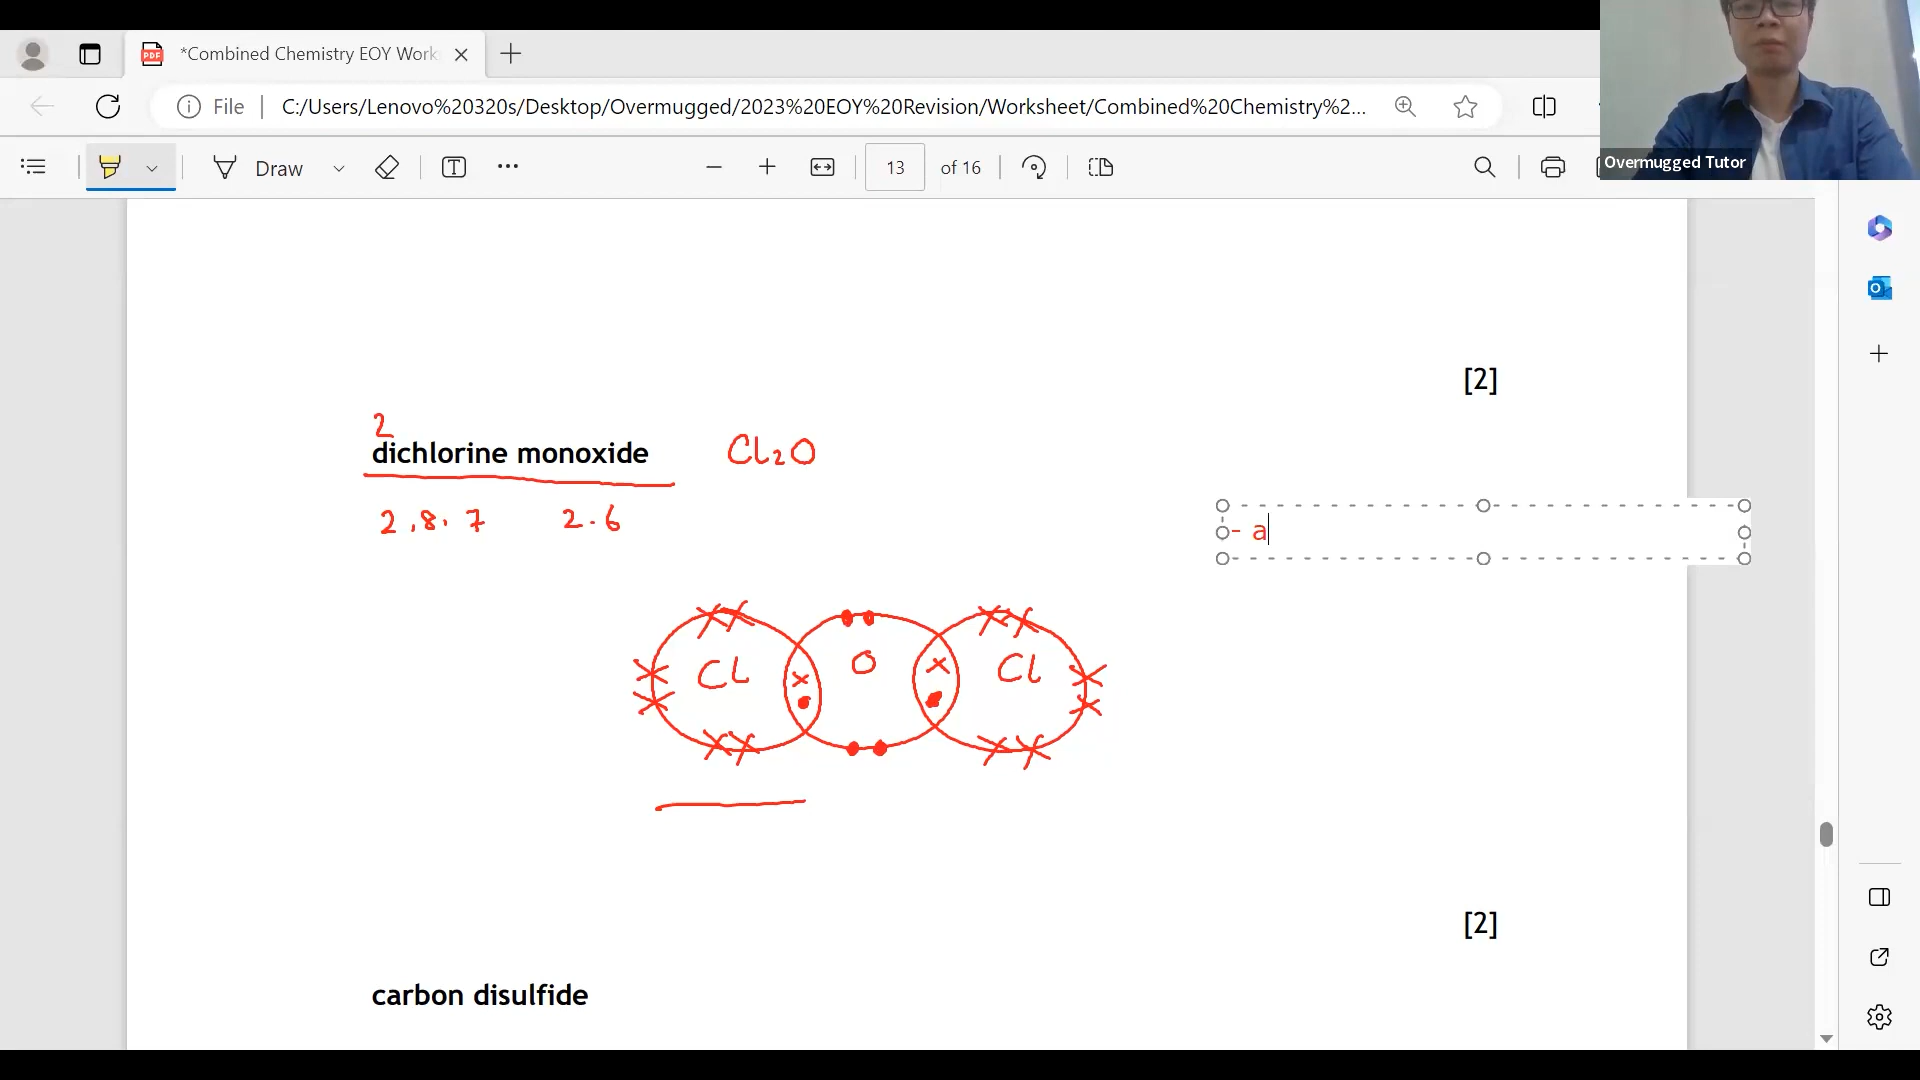 *Combined Chemistry EOY Work
File
C:/Users/Lenovo%20320s/Desktop/Overmugged/2023%20EOY%20Revision/Worksheet/Combined%20Chemistry%2...
Draw
13 of 16
Overmugged Tutor
[2]
2
dichlorine monoxide Cl₂O
2.8.7 2.6
- a
Cl O Cl
[2]
carbon disulfide